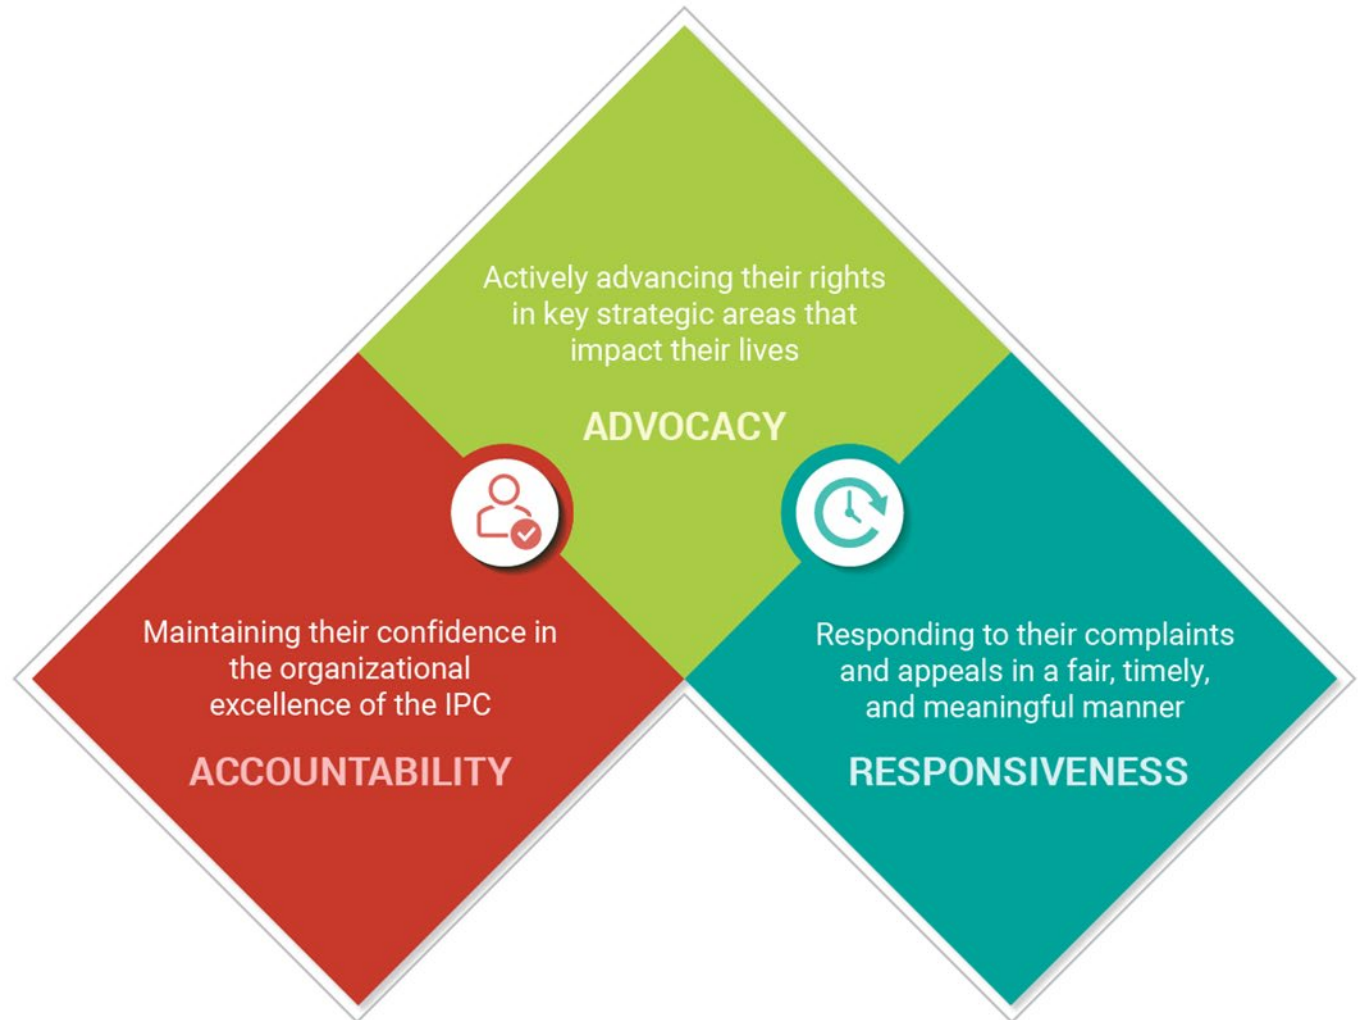 Actively advancing their rights
in key strategic areas that
impact their lives
ADVOCACY
Maintaining their confidence in
the organizational
excellence of the IPC
ACCOUNTABILITY
Responding to their complaints
and appeals in a fair, timely,
and meaningful manner
RESPONSIVENESS